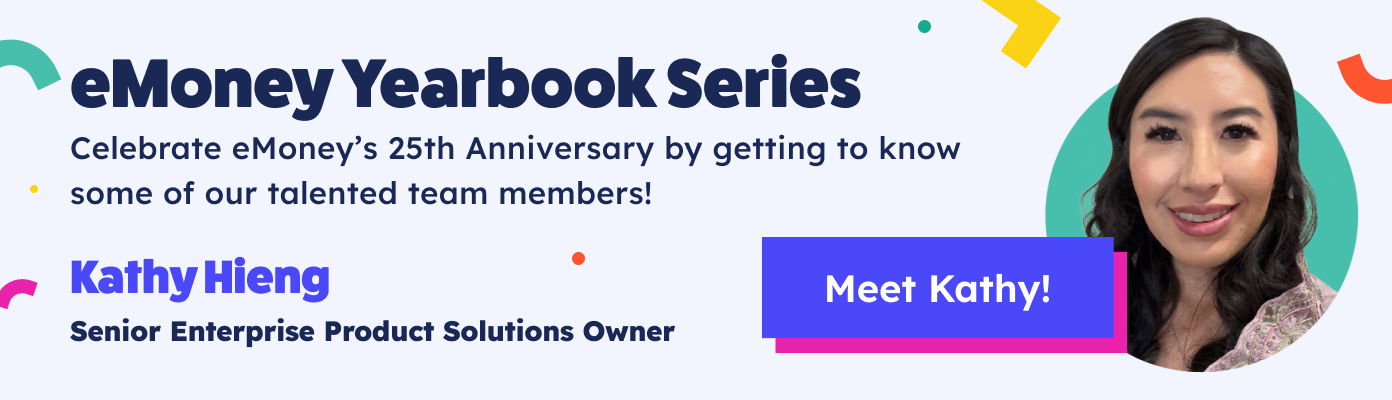 eMoney Yearbook Series
Celebrate eMoney’s 25th Anniversary by getting to know
some of our talented team members!
Kathy Hieng
Senior Enterprise Product Solutions Owner
Meet Kathy!